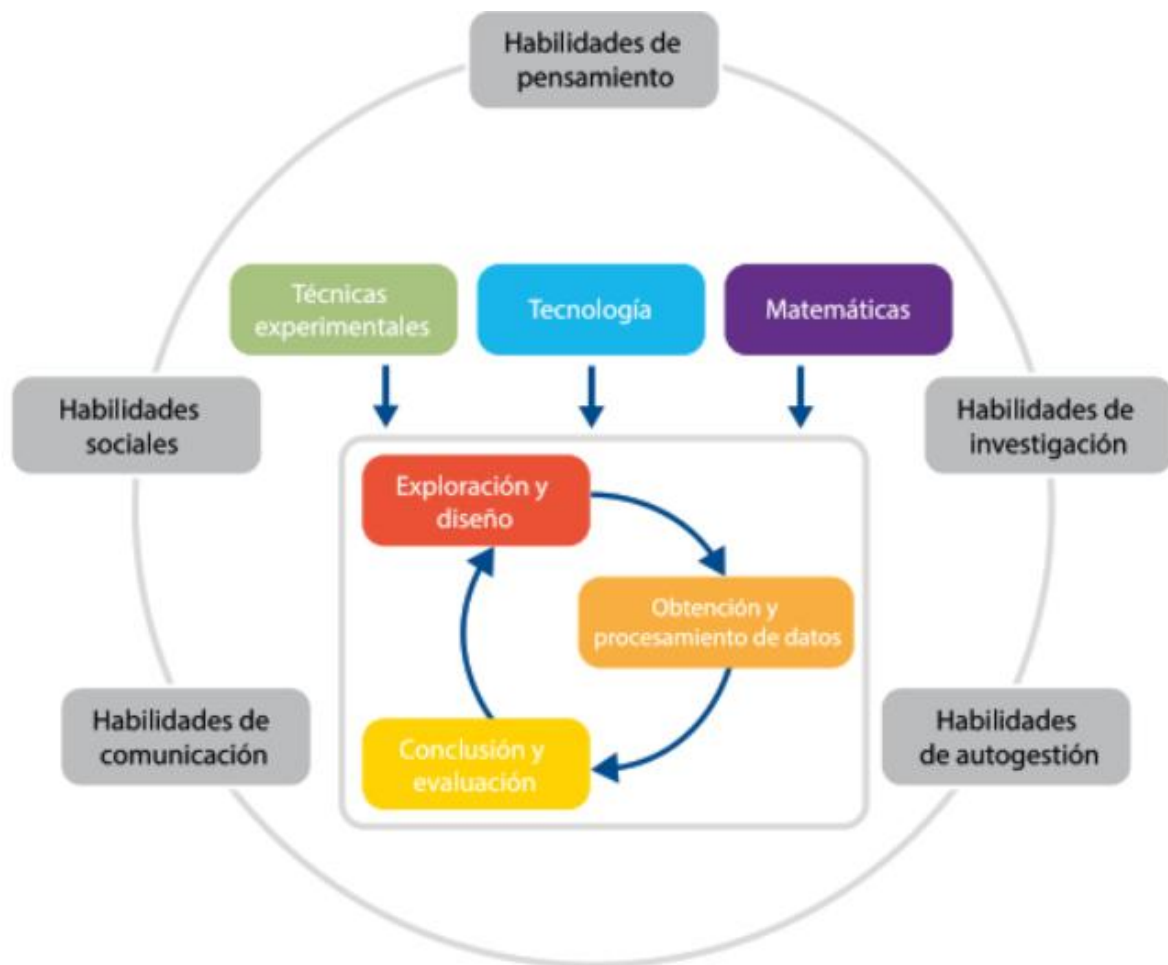 Habilidades de
pensamiento
Técnicas
experimentales
Tecnología
Matemáticas
Habilidades
sociales
Habilidades de
investigación
Exploración y
diseño
Obtención y
procesamiento de datos
Habilidades de
comunicación
Conclusión y
evaluación
Habilidades
de autogestión